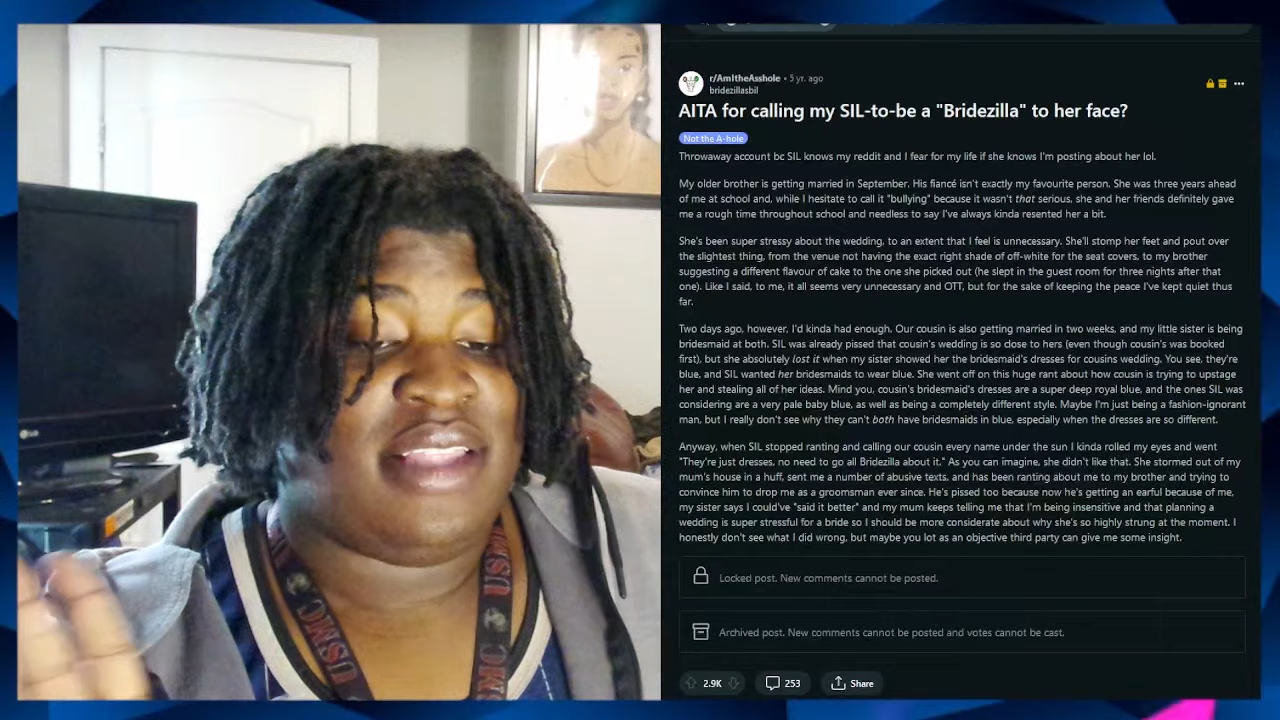 r/AmItheAsshole • 5 yr. ago
bridezillasbil
AITA for calling my SIL-to-be a "Bridezilla" to her face?
Not the A-hole
Throwaway account bc SIL knows my reddit and I fear for my life if she knows I'm posting about her lol.
My older brother is getting married in September. His fiancé isn't exactly my favourite person. She was three years ahead
of me at school and, while I hesitate to call it "bullying" because it wasn't that serious, she and her friends definitely gave
me a rough time throughout school and needless to say I've always kinda resented her a bit.
She's been super stressy about the wedding, to an extent that I feel is unnecessary. She'll stomp her feet and pout over
the slightest thing, from the venue not having the exact right shade of off-white for the seat covers, to my brother
suggesting a different flavour of cake to the one she picked out (he slept in the guest room for three nights after that
one). Like I said, to me, it all seems very unnecessary and OTT, but for the sake of keeping the peace I've kept quiet thus
far.
Two days ago, however, I'd kinda had enough. Our cousin is also getting married in two weeks, and my little sister is being
bridesmaid at both. SIL was already pissed that cousin's wedding is so close to hers (even though cousin's was booked
first), but she absolutely lost it when my sister showed her the bridesmaid's dresses for cousins wedding. You see, they're
blue, and SIL wanted her bridesmaids to wear blue. She went off on this huge rant about how cousin is trying to upstage
her and stealing all of her ideas. Mind you, cousin's bridesmaid's dresses are a super deep royal blue, and the ones SIL was
considering are a very pale baby blue, as well as being a completely different style. Maybe I'm just being a fashion-ignorant
man, but I really don't see why they can't both have bridesmaids in blue, especially when the dresses are so different.
Anyway, when SIL stopped ranting and calling our cousin every name under the sun I kinda rolled my eyes and went
"They're just dresses, no need to go all Bridezilla about it." As you can imagine, she didn't like that. She stormed out of my
mum's house in a huff, sent me a number of abusive texts, and has been ranting about me to my brother and trying to
convince him to drop me as a groomsman ever since. He's pissed too because now he's getting an earful because of me,
my sister says I could've "said it better" and my mum keeps telling me that I'm being insensitive and that planning a
wedding is super stressful for a bride so I should be more considerate about why she's so highly strung at the moment. I
honestly don't see what I did wrong, but maybe you lot as an objective third party can give me some insight.
Locked post. New comments cannot be posted.
Archived post. New comments cannot be posted and votes cannot be cast.
2.9K 253 Share
LG
USMC
USMC